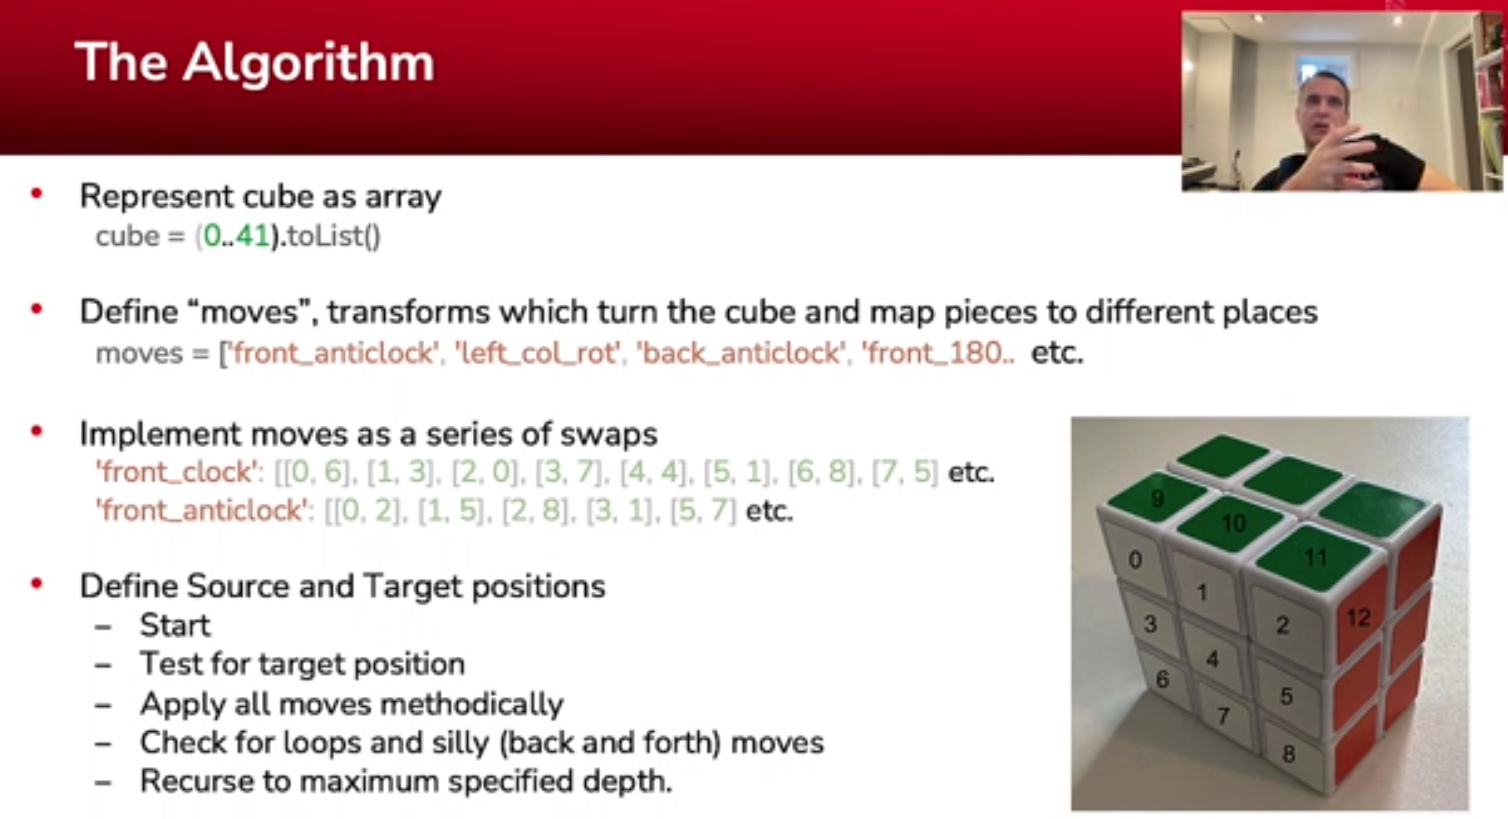 The Algorithm
• Represent cube as array
cube = (0..41).toList()
• Define “moves”, transforms which turn the cube and map pieces to different places
moves = ['front_anticlock', 'left_col_rot', 'back_anticlock', 'front_180.. etc.
• Implement moves as a series of swaps
'front_clock': [[0, 6], [1, 3], [2, 0], [3, 7], [4, 4], [5, 1], [6, 8], [7, 5] etc.
'front_anticlock': [[0, 2], [1, 5], [2, 8], [3, 1], [5, 7] etc.
• Define Source and Target positions
– Start
– Test for target position
– Apply all moves methodically
– Check for loops and silly (back and forth) moves
– Recurse to maximum specified depth.
9
10
11
0
1
2
12
3
4
5
6
7
8